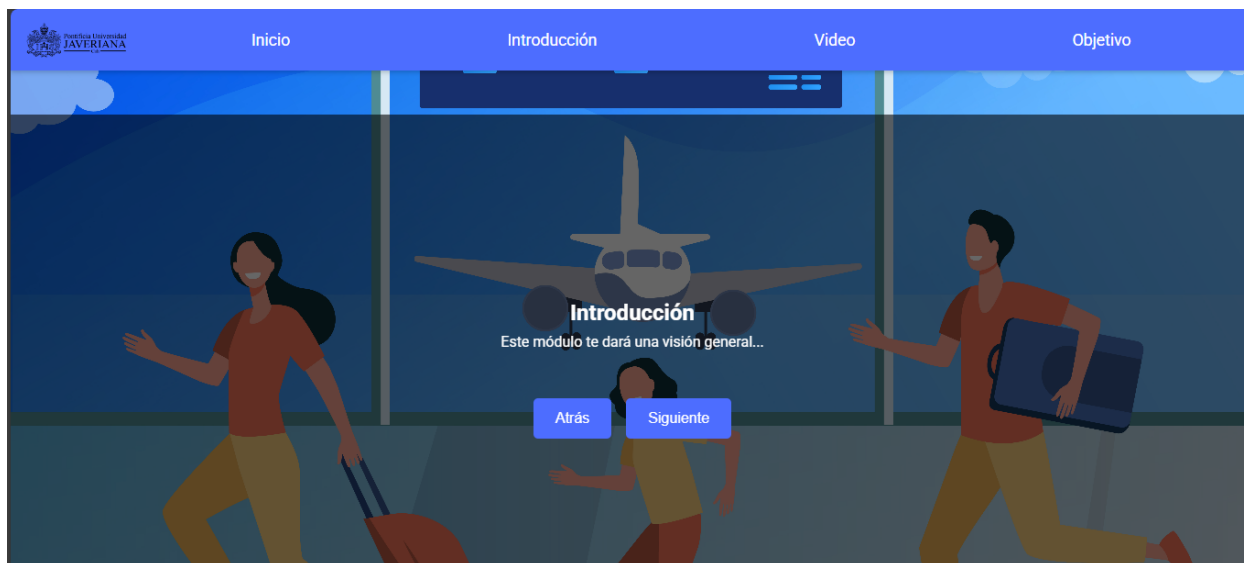 Pontificia Universidad
JAVERIANA
Inicio
Introducción
Video
Objetivo
Introducción
Este módulo te dará una visión general...
Atrás
Siguiente